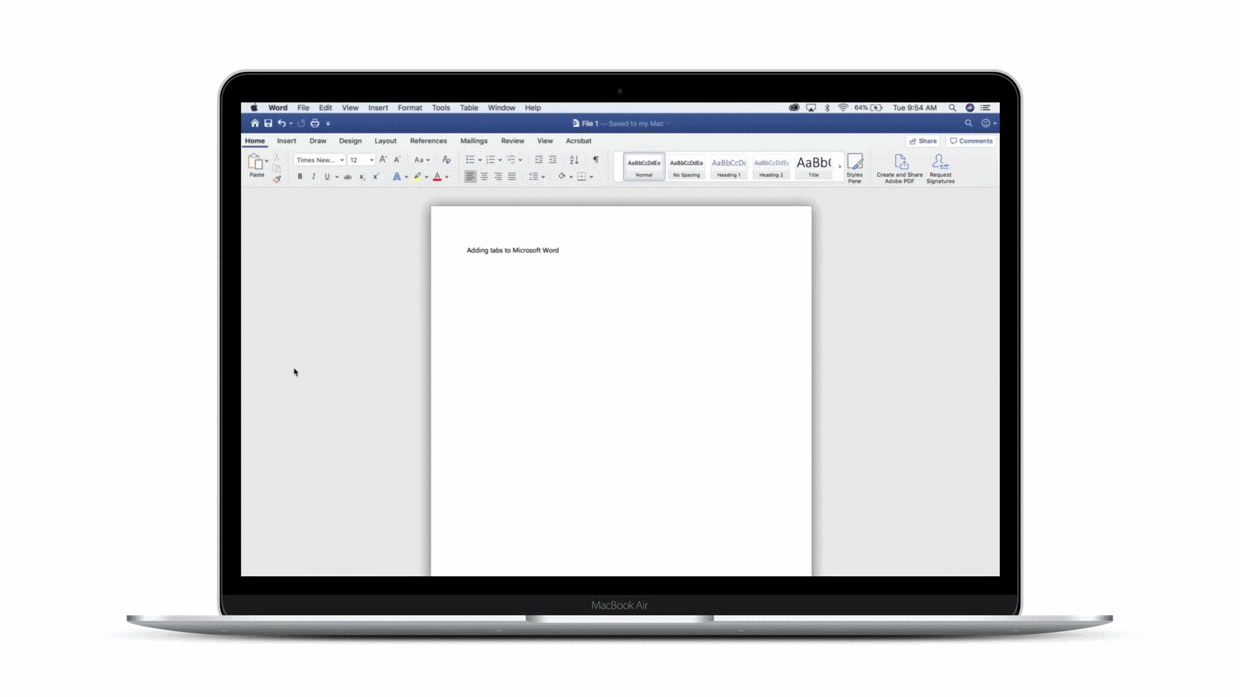 Word File Edit View Insert Format Tools Table Window Help 64% Tue 9:54 AM
File 1 — Saved to my Mac
Home Insert Draw Design Layout References Mailings Review View Acrobat Share Comments
Paste Times New... 12 A A Aa A AaBbCcDdEe AaBbCcDdEe AaBbCcDc AaBbCcDdEe AaBb(
B I U ab x x A A Normal No Spacing Heading 1 Heading 2 Title Styles Pane Create and Share Adobe PDF Request Signatures
Adding tabs to Microsoft Word
MacBook Air